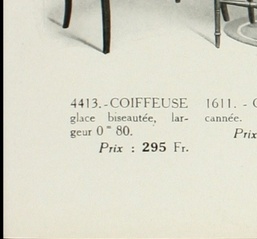 4413.-COIFFEUSE
glace biseautée, lar-
geur 0 m 80.
Prix : 295 Fr.
1611. -
cannée.
Prix